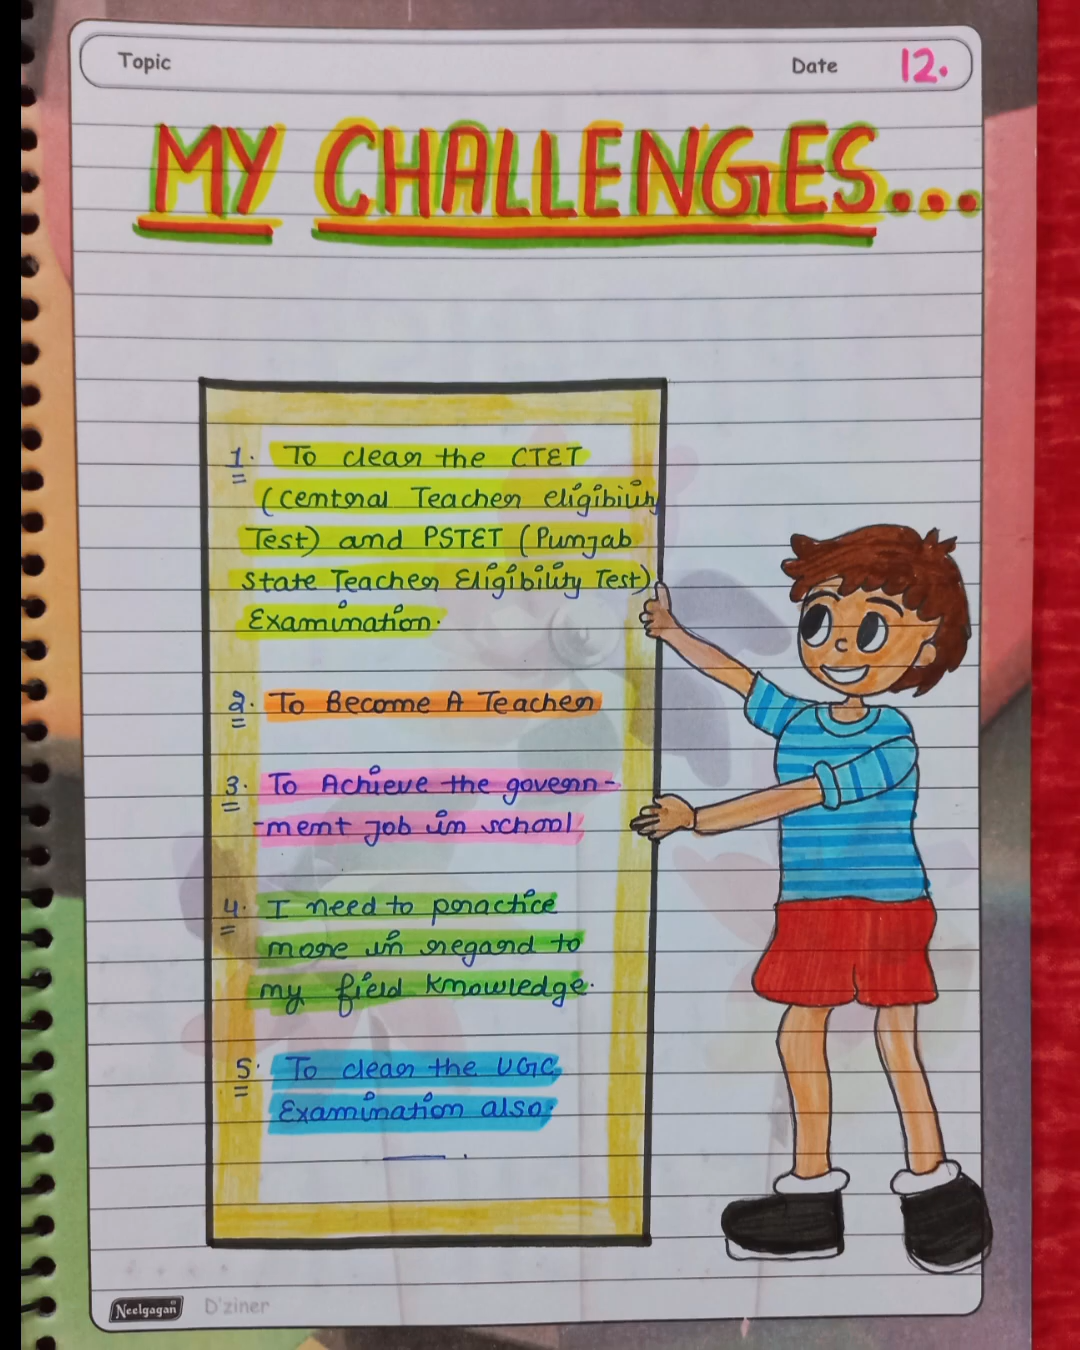 Topic
Date 12.
MY CHALLENGES...
1. To clear the CTET
(Central Teacher eligibility
Test) and PSTET (Punjab
State Teacher Eligibility Test)
Examination.
2. To Become A Teacher
3. To Achieve the govern-
-ment job in school
4. I need to practice
more in regard to
my field knowledge.
5. To clear the UGC
Examination also.
Neelgagan D'ziner